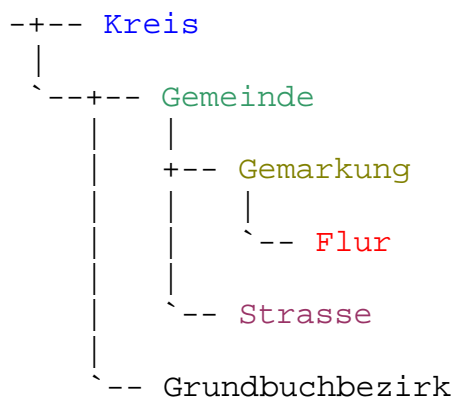 -+-- Kreis
 |
 `--+-- Gemeinde
    |   |
    |   +-- Gemarkung
    |   |   |
    |   |   `-- Flur
    |   |
    |   `-- Strasse
    |
    `-- Grundbuchbezirk